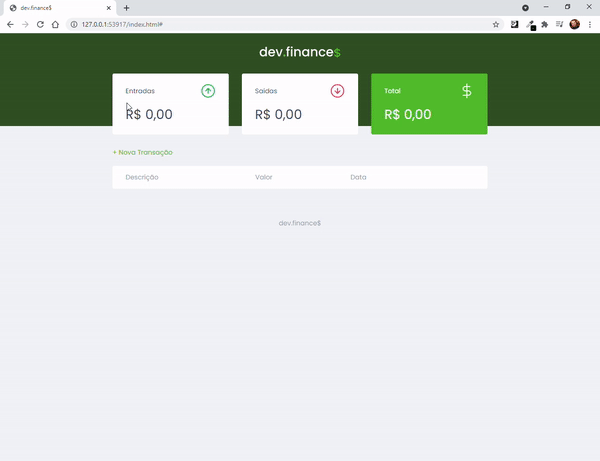 dev.finance$
127.0.0.1:53917/index.html#
dev.finance$
Entradas
R$ 0,00
Saídas
R$ 0,00
Total
$
R$ 0,00
+ Nova Transação
Descrição Valor Data
dev.finance$